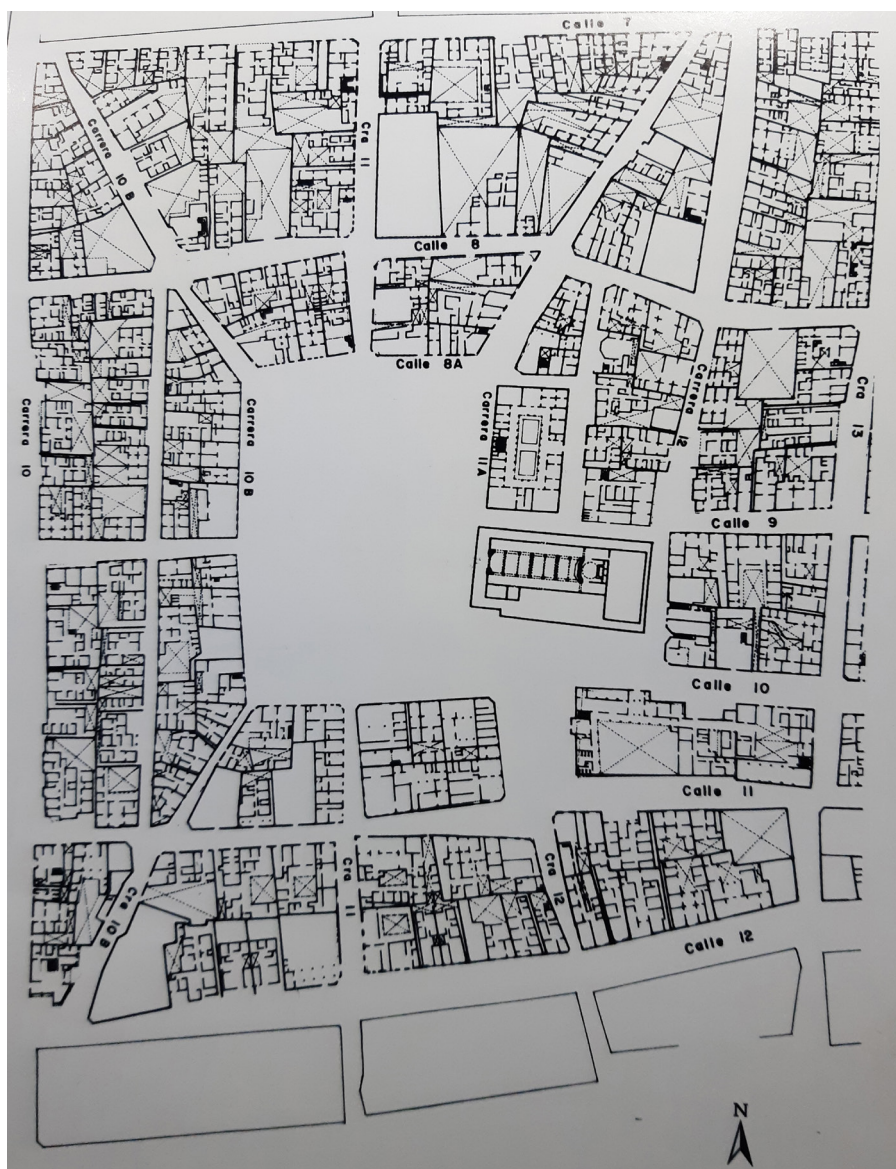 Calle 7
Carrera 10 B
Cra 11
Calle 8
Calle 8A
Carrera 10
Carrera 10 B
Carrera 11A
Carrera 12
Cra 13
Calle 9
Calle 10
Calle 11
Cra 10 B
Cra 11
Cra 12
Calle 12
N